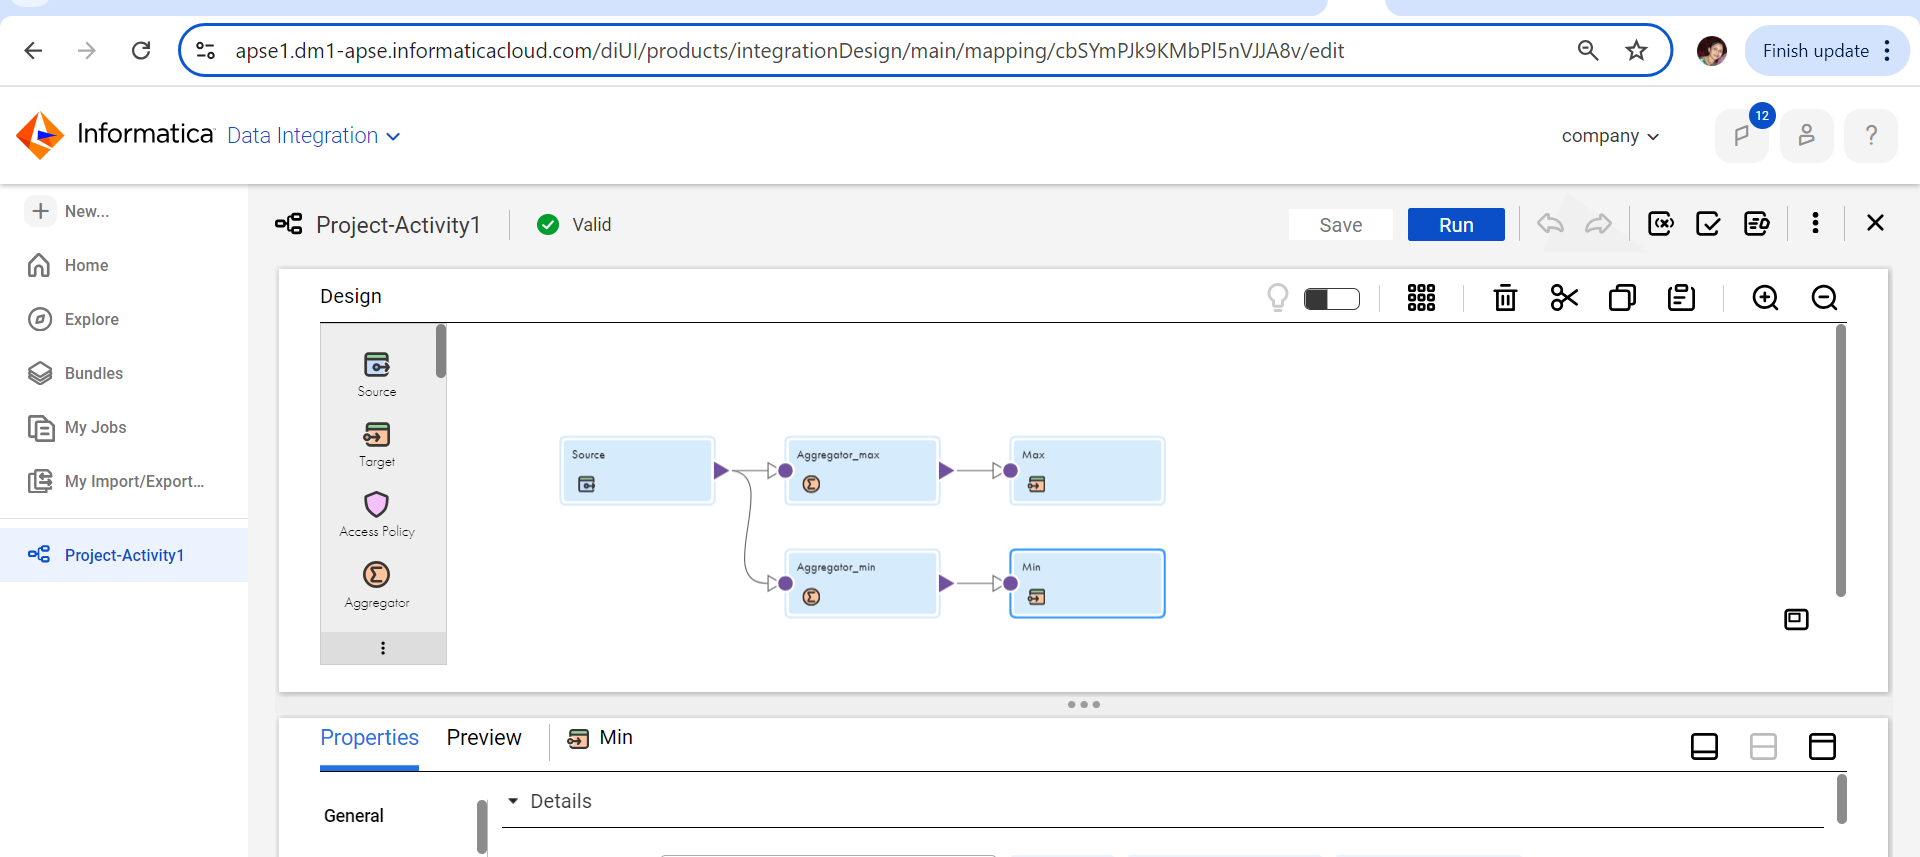 apse1.dm1-apse.informaticacloud.com/diUI/products/integrationDesign/main/mapping/cbSYmPJk9KMbPl5nVJJA8v/edit
Finish update
Informatica Data Integration
company
12
?
New...
Home
Explore
Bundles
My Jobs
My Import/Export...
Project-Activity1
Project-Activity1
Valid
Save
Run
Design
Source
Target
Access Policy
Aggregator
Source
Aggregator_max
Max
Aggregator_min
Min
Properties
Preview
Min
General
Details